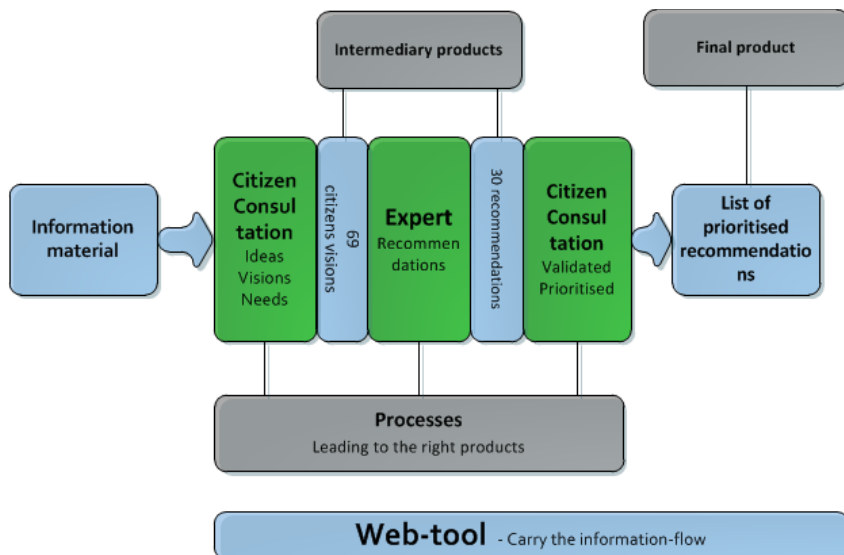 Intermediary products
Final product
Information
material
Citizen
Consul
tation
Ideas
Visions
Needs
69
citizens visions
Expert
Recommen
dations
30 recommendations
Citizen
Consul
tation
Validated
Prioritised
List of
prioritised
recommendatio
ns
Processes
Leading to the right products
Web-tool - Carry the information-flow